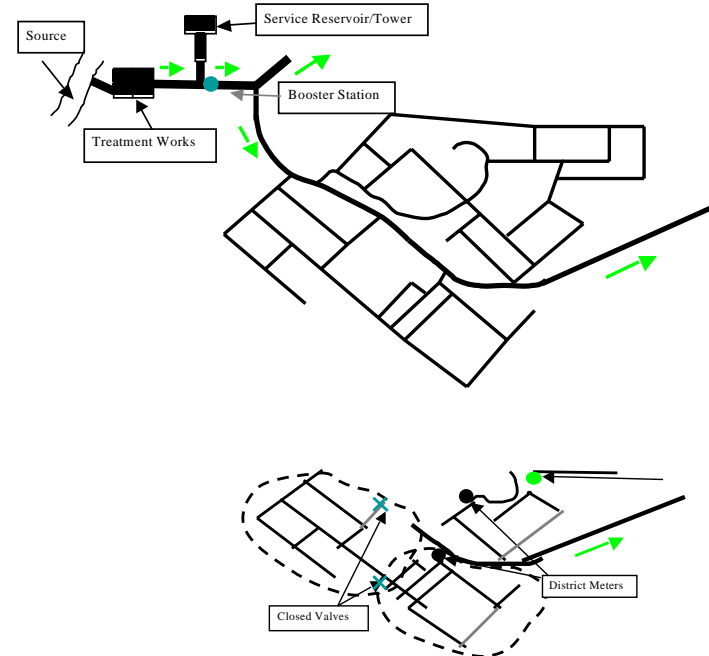 Service Reservoir/Tower
Source
Booster Station
Treatment Works
District Meters
Closed Valves